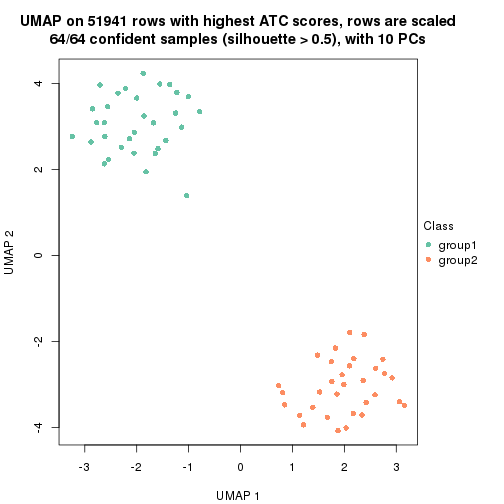 UMAP on 51941 rows with highest ATC scores, rows are scaled
64/64 confident samples (silhouette > 0.5), with 10 PCs
4
2
0
-2
-4
UMAP 2
-3
-2
-1
0
1
2
3
UMAP 1
Class
group1
group2